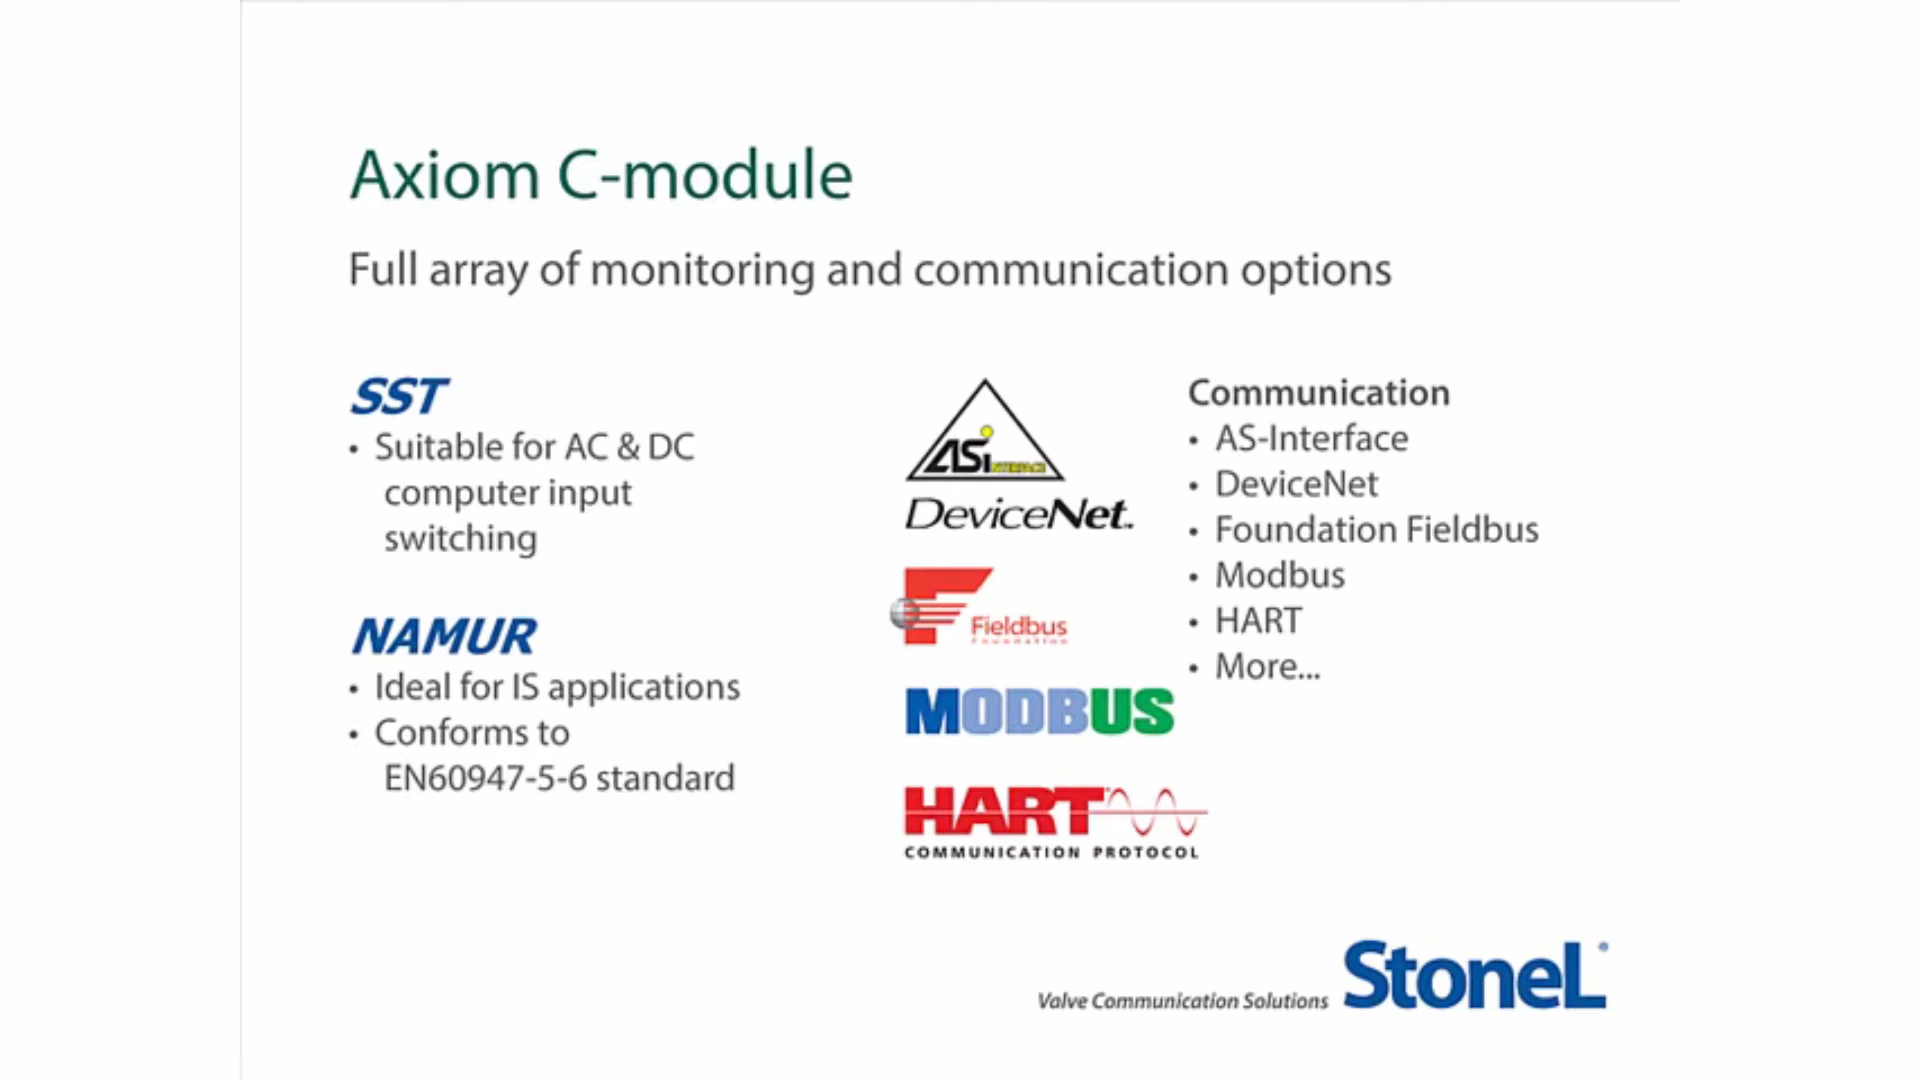 Axiom C-module
Full array of monitoring and communication options
SST
• Suitable for AC & DC
computer input
switching
NAMUR
• Ideal for IS applications
• Conforms to
EN60947-5-6 standard
ASi
INTERFACE
DeviceNet.
Fieldbus
Foundation
MODBUS
HART
COMMUNICATION PROTOCOL
Communication
• AS-Interface
• DeviceNet
• Foundation Fieldbus
• Modbus
• HART
• More...
Valve Communication Solutions
StoneL